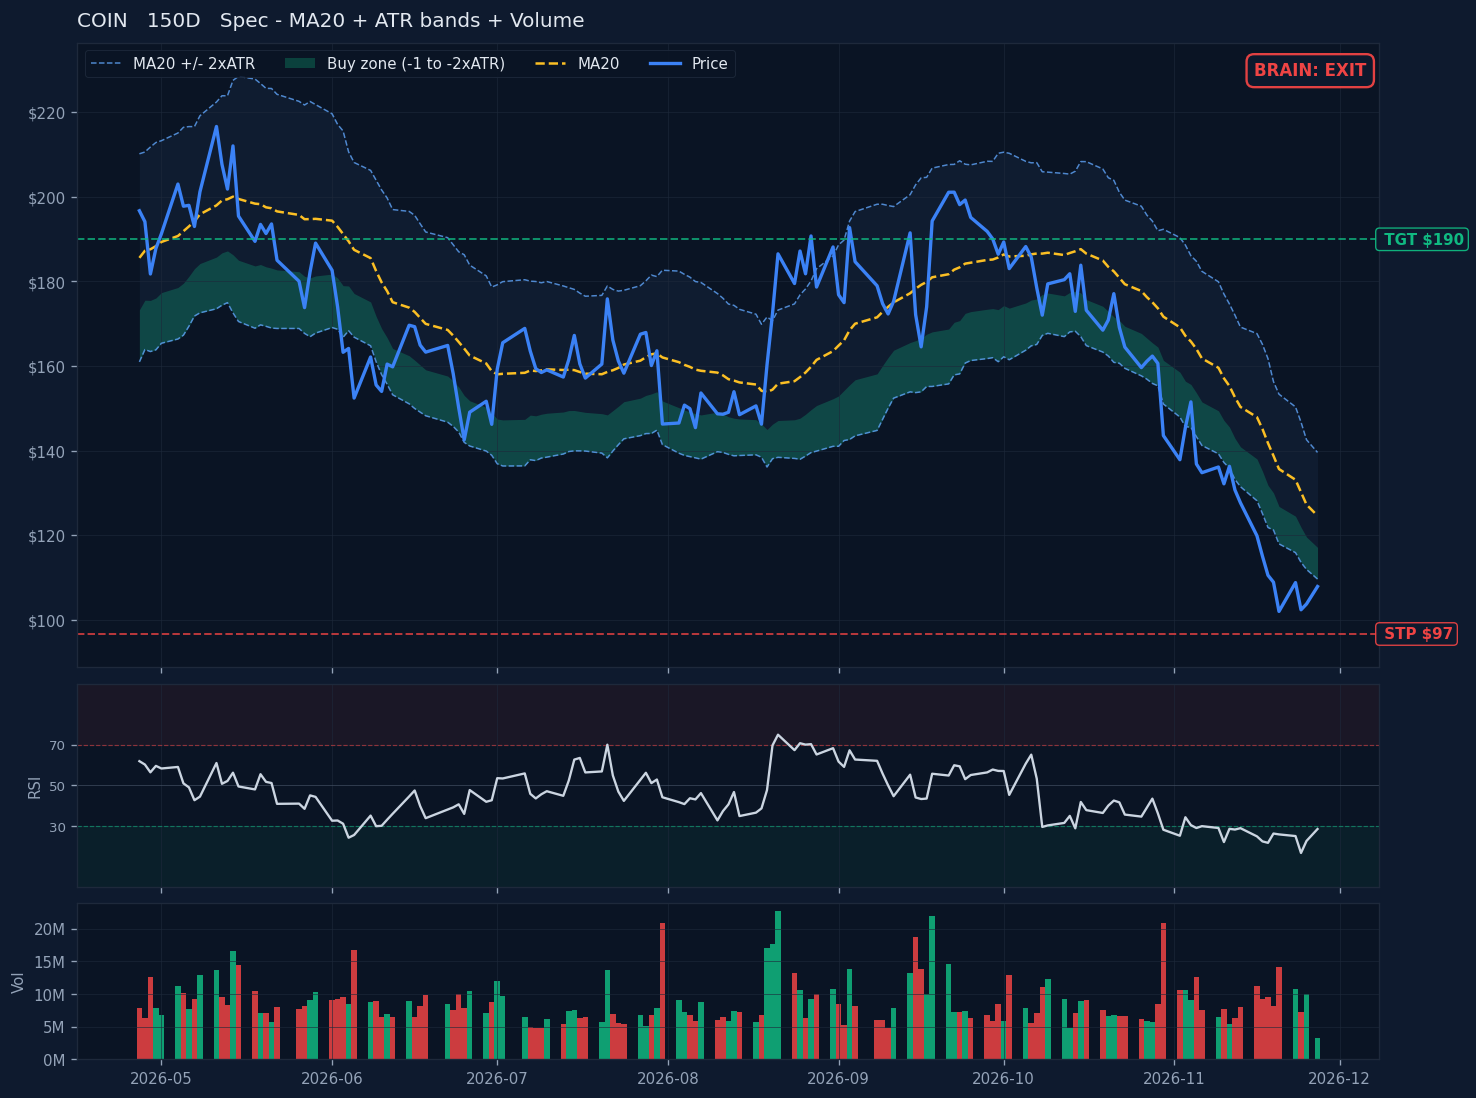 COIN   150D   Spec - MA20 + ATR bands + Volume
MA20 +/- 2xATR
Buy zone (-1 to -2xATR)
MA20
Price
BRAIN: EXIT
$220
$200
$180
$160
$140
$120
$100
TGT $190
STP $97
RSI
70
50
30
Vol
20M
15M
10M
5M
0M
2026-05
2026-06
2026-07
2026-08
2026-09
2026-10
2026-11
2026-12